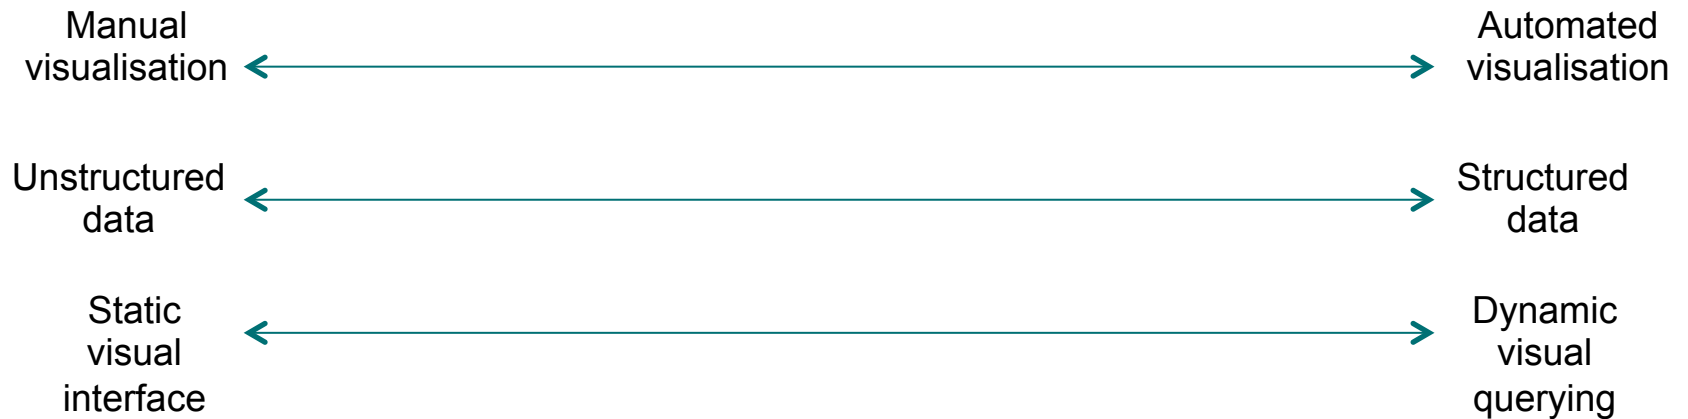 Manual
visualisation
Automated
visualisation
Unstructured
data
Structured
data
Static
visual
interface
Dynamic
visual
querying